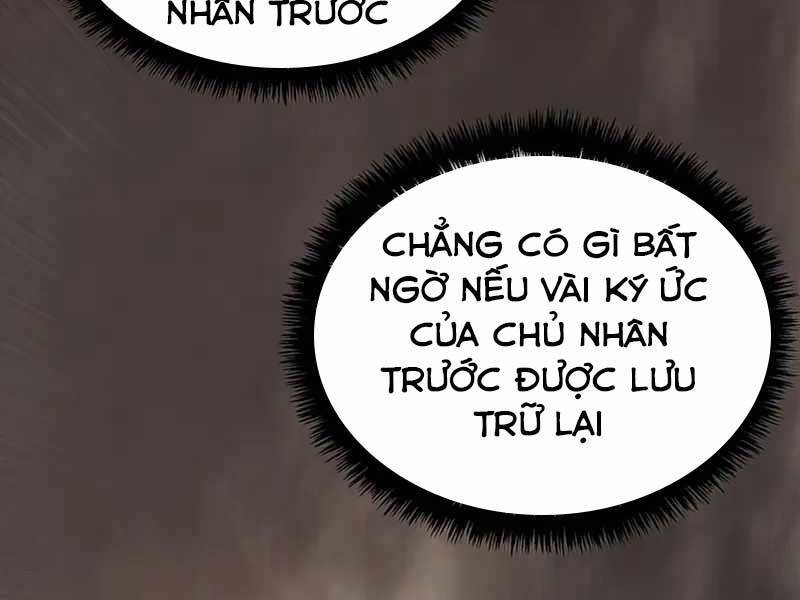 NHÂN TRƯỚC
CHẲNG CÓ GÌ BẤT
NGỜ NẾU VÀI KÝ ỨC
CỦA CHỦ NHÂN
TRƯỚC ĐƯỢC LƯU
TRỮ LẠI